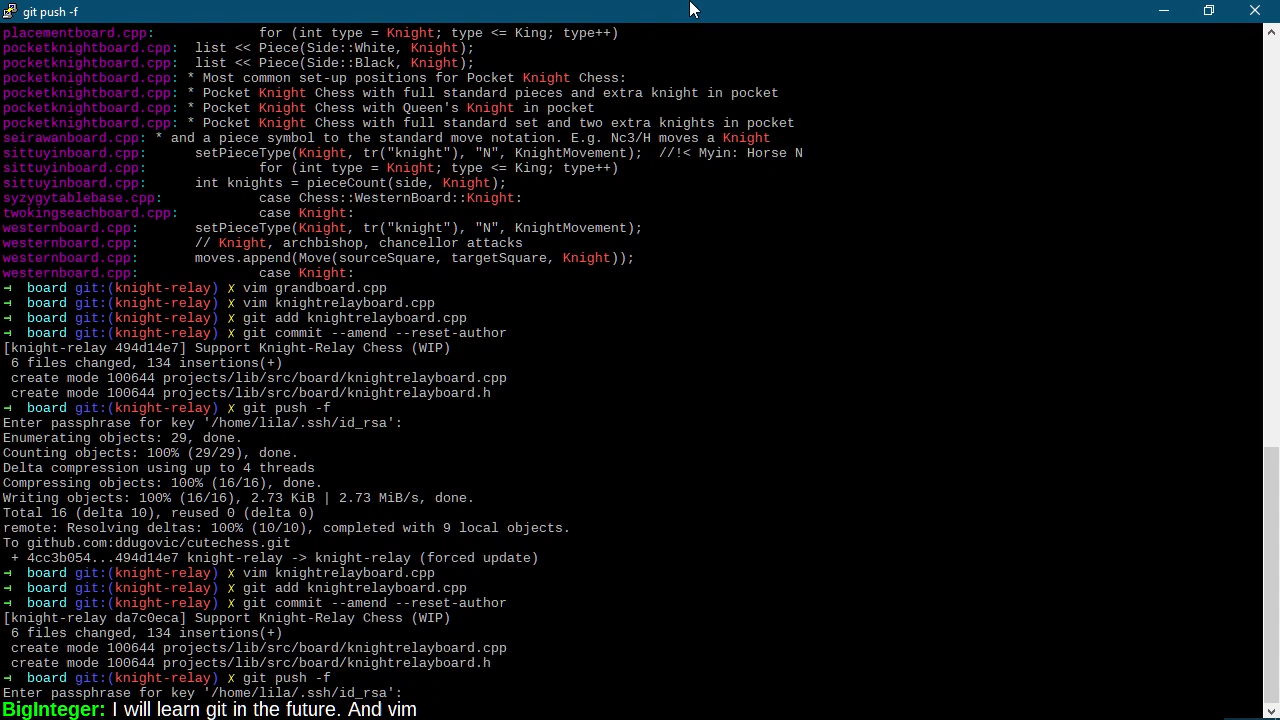 git push -f
placementboard.cpp:             for (int type = Knight; type <= King; type++)
pocketknightboard.cpp:  list << Piece(Side::White, Knight);
pocketknightboard.cpp:  list << Piece(Side::Black, Knight);
pocketknightboard.cpp: * Most common set-up positions for Pocket Knight Chess:
pocketknightboard.cpp: * Pocket Knight Chess with full standard pieces and extra knight in pocket
pocketknightboard.cpp: * Pocket Knight Chess with Queen's Knight in pocket
pocketknightboard.cpp: * Pocket Knight Chess with full standard set and two extra knights in pocket
seirawanboard.cpp: * and a piece symbol to the standard move notation. E.g. Nc3/H moves a Knight
sittuyinboard.cpp:      setPieceType(Knight, tr("knight"), "N", KnightMovement);  //!< Myin: Horse N
sittuyinboard.cpp:              for (int type = Knight; type <= King; type++)
sittuyinboard.cpp:      int knights = pieceCount(side, Knight);
syzygytablebase.cpp:            case Chess::WesternBoard::Knight:
twokingseachboard.cpp:          case Knight:
westernboard.cpp:       setPieceType(Knight, tr("knight"), "N", KnightMovement);
westernboard.cpp:       // Knight, archbishop, chancellor attacks
westernboard.cpp:       moves.append(Move(sourceSquare, targetSquare, Knight));
westernboard.cpp:               case Knight:
→  board git:(knight-relay) ✗ vim grandboard.cpp
→  board git:(knight-relay) ✗ vim knightrelayboard.cpp
→  board git:(knight-relay) ✗ git add knightrelayboard.cpp
→  board git:(knight-relay) ✗ git commit --amend --reset-author
[knight-relay 494d14e7] Support Knight-Relay Chess (WIP)
 6 files changed, 134 insertions(+)
 create mode 100644 projects/lib/src/board/knightrelayboard.cpp
 create mode 100644 projects/lib/src/board/knightrelayboard.h
→  board git:(knight-relay) ✗ git push -f
Enter passphrase for key '/home/lila/.ssh/id_rsa':
Enumerating objects: 29, done.
Counting objects: 100% (29/29), done.
Delta compression using up to 4 threads
Compressing objects: 100% (16/16), done.
Writing objects: 100% (16/16), 2.73 KiB | 2.73 MiB/s, done.
Total 16 (delta 10), reused 0 (delta 0)
remote: Resolving deltas: 100% (10/10), completed with 9 local objects.
To github.com:ddugovic/cutechess.git
 + 4cc3b054...494d14e7 knight-relay -> knight-relay (forced update)
→  board git:(knight-relay) ✗ vim knightrelayboard.cpp
→  board git:(knight-relay) ✗ git add knightrelayboard.cpp
→  board git:(knight-relay) ✗ git commit --amend --reset-author
[knight-relay da7c0eca] Support Knight-Relay Chess (WIP)
 6 files changed, 134 insertions(+)
 create mode 100644 projects/lib/src/board/knightrelayboard.cpp
 create mode 100644 projects/lib/src/board/knightrelayboard.h
→  board git:(knight-relay) ✗ git push -f
Enter passphrase for key '/home/lila/.ssh/id_rsa':
BigInteger: I will learn git in the future. And vim